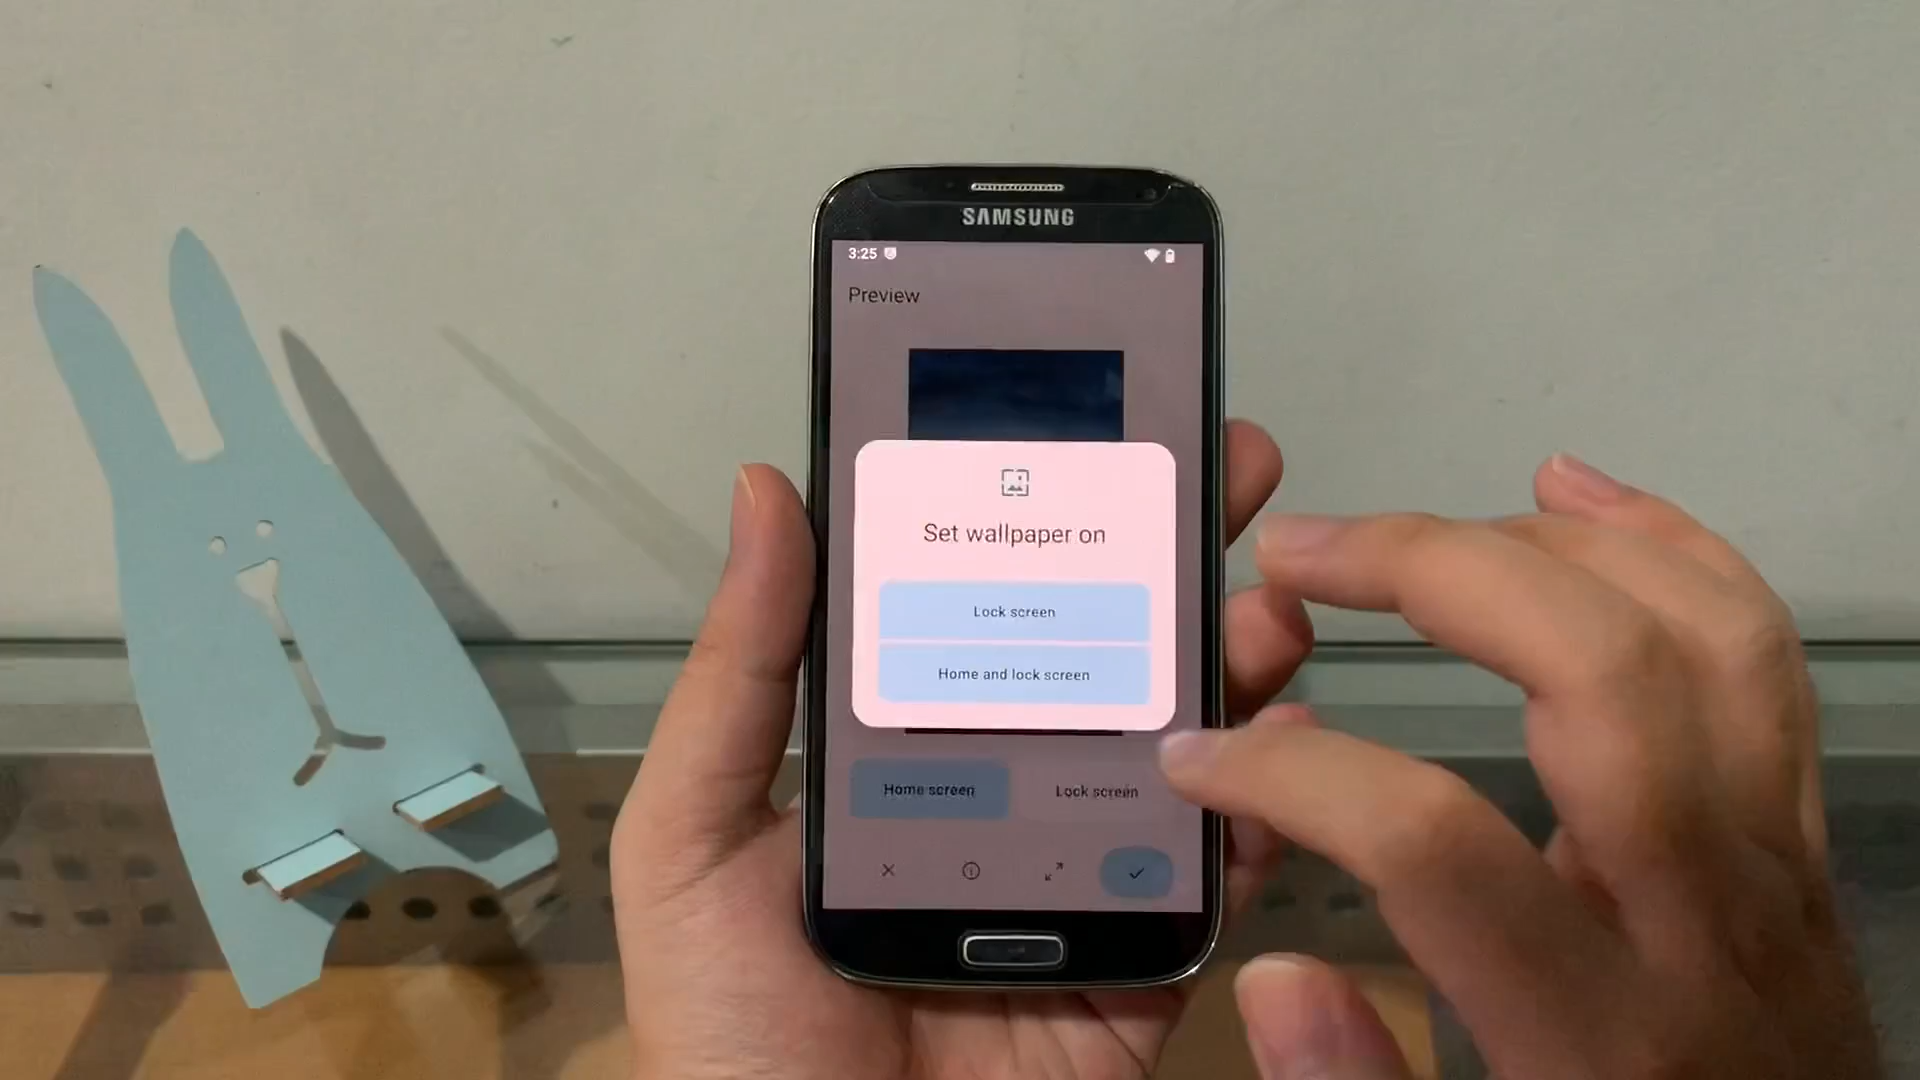 SAMSUNG
3:25
Preview
Set wallpaper on
Lock screen
Home and lock screen
Home screen
Lock screen